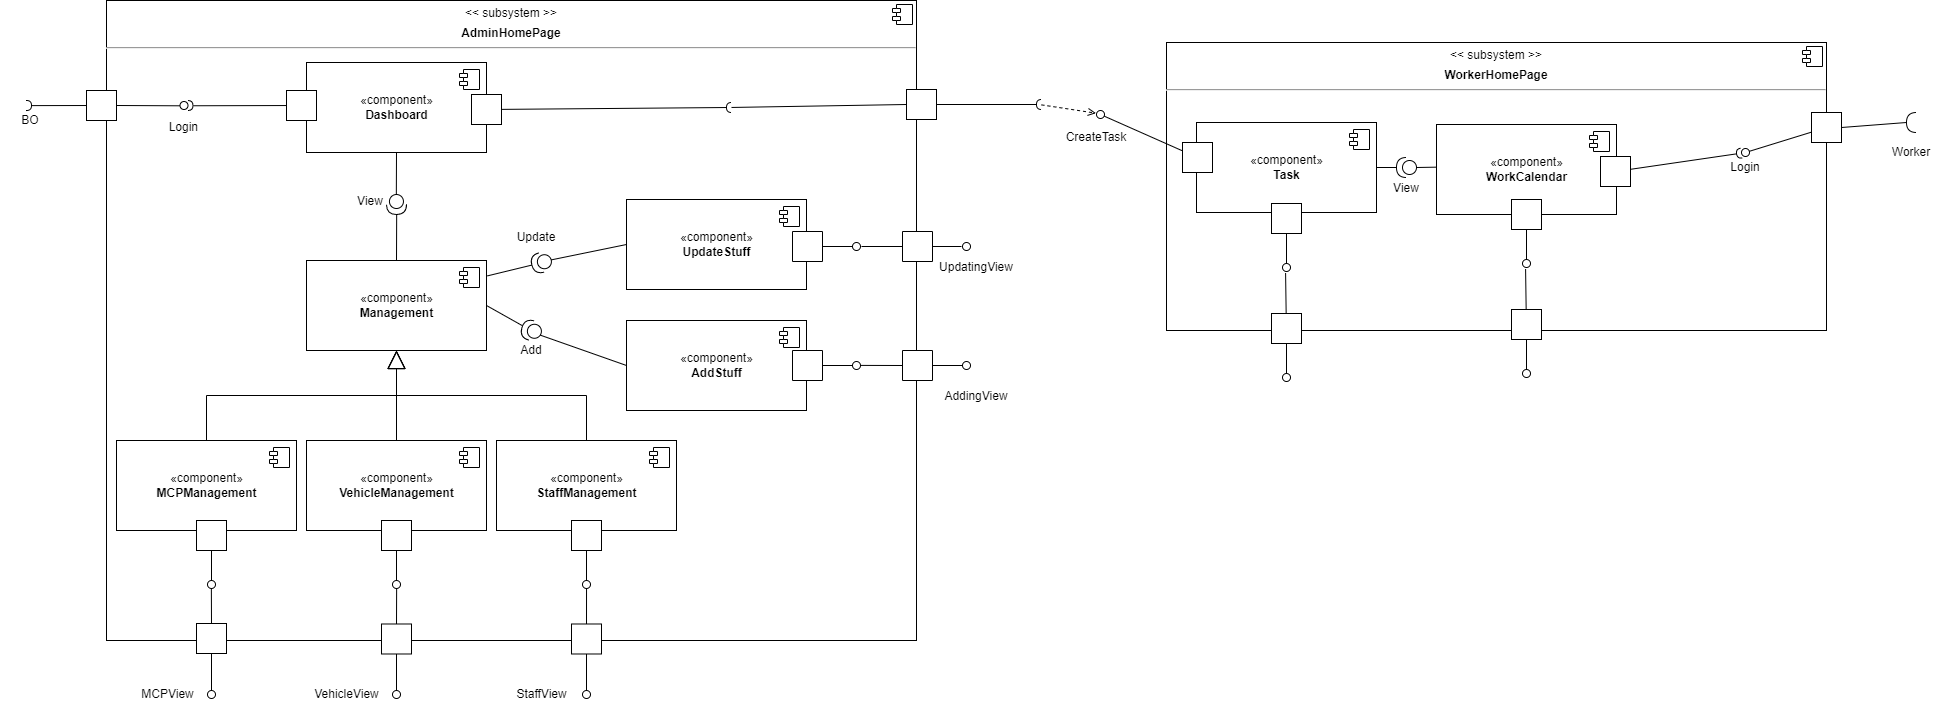 << subsystem >>
AdminHomePage
BO
Login
«component»
Dashboard
View
«component»
Management
Update
Add
«component»
UpdateStuff
«component»
AddStuff
UpdatingView
AddingView
«component»
MCPManagement
«component»
VehicleManagement
«component»
StaffManagement
MCPView
VehicleView
StaffView
<< subsystem >>
WorkerHomePage
CreateTask
«component»
Task
View
«component»
WorkCalendar
Login
Worker